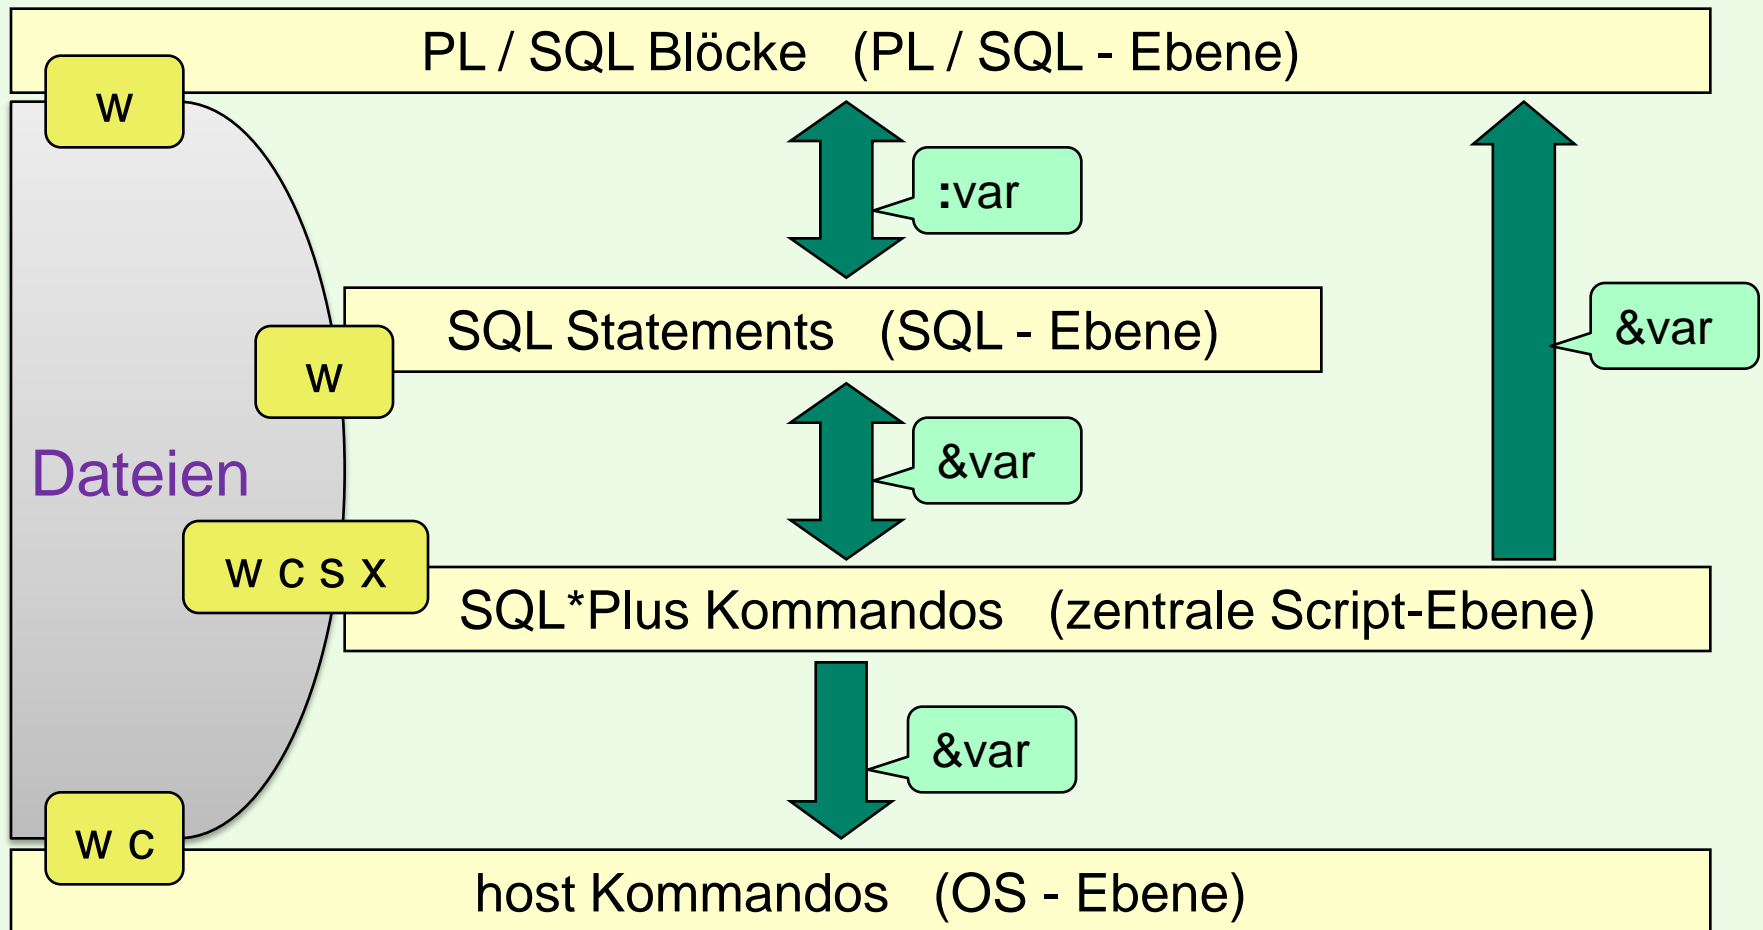 PL / SQL Blöcke (PL / SQL - Ebene)
w
:var
&var
SQL Statements (SQL - Ebene)
w
&var
Dateien
w c s x
SQL*Plus Kommandos (zentrale Script-Ebene)
&var
w c
host Kommandos (OS - Ebene)